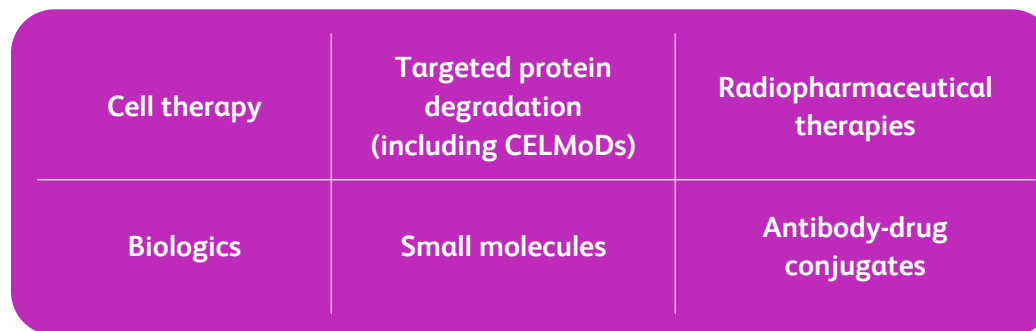 Cell therapy
Targeted protein
degradation
(including CELMoDs)
Radiopharmaceutical
therapies
Biologics
Small molecules
Antibody-drug
conjugates